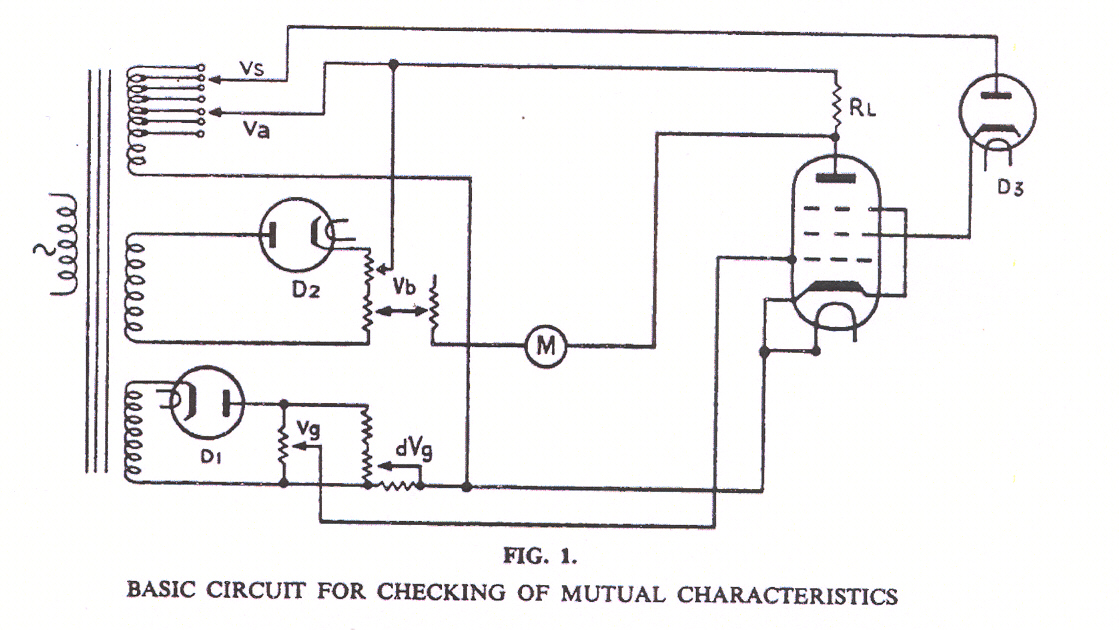 Vs
Va
RL
D3
D2
Vb
M
D1
Vg
dVg
FIG. 1.
BASIC CIRCUIT FOR CHECKING OF MUTUAL CHARACTERISTICS